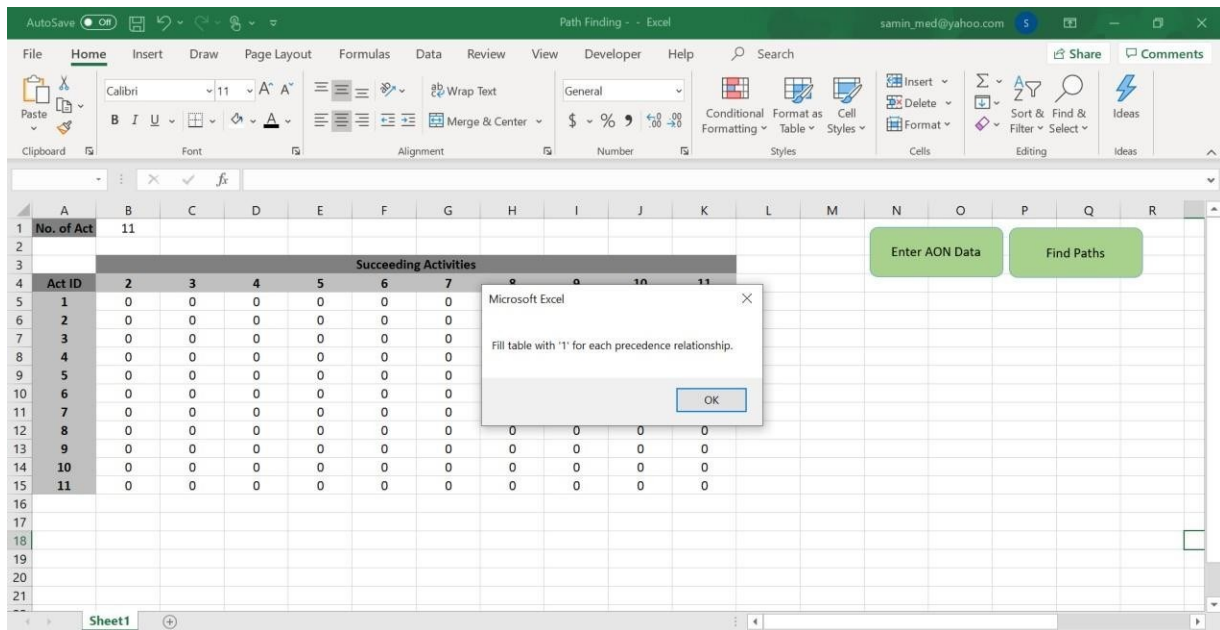 AutoSave Off Path Finding - - Excel samin_med@yahoo.com S
File Home Insert Draw Page Layout Formulas Data Review View Developer Help Search Share Comments
Paste Calibri 11 A^ A˅ Wrap Text General Conditional Formatting Format as Table Cell Styles Insert Σ Sort & Filter Find & Select Ideas
B I U A Merge & Center $ % 9 Delete
Format
Clipboard Font Alignment Number Styles Cells Editing Ideas
fx
A B C D E F G H I J K L M N O P Q R
1 No. of Act 11
2 Enter AON Data Find Paths
3 Succeeding Activities
4 Act ID 2 3 4 5 6 7 8 9 10 11
5 1 0 0 0 0 0 0
6 2 0 0 0 0 0 0
7 3 0 0 0 0 0 0
8 4 0 0 0 0 0 0
9 5 0 0 0 0 0 0
10 6 0 0 0 0 0 0
11 7 0 0 0 0 0 0
12 8 0 0 0 0 0 0 0 0 0 0
13 9 0 0 0 0 0 0 0 0 0 0
14 10 0 0 0 0 0 0 0 0 0 0
15 11 0 0 0 0 0 0 0 0 0 0
16
17
18
19
20
21
Microsoft Excel
Fill table with '1' for each precedence relationship.
OK
Sheet1